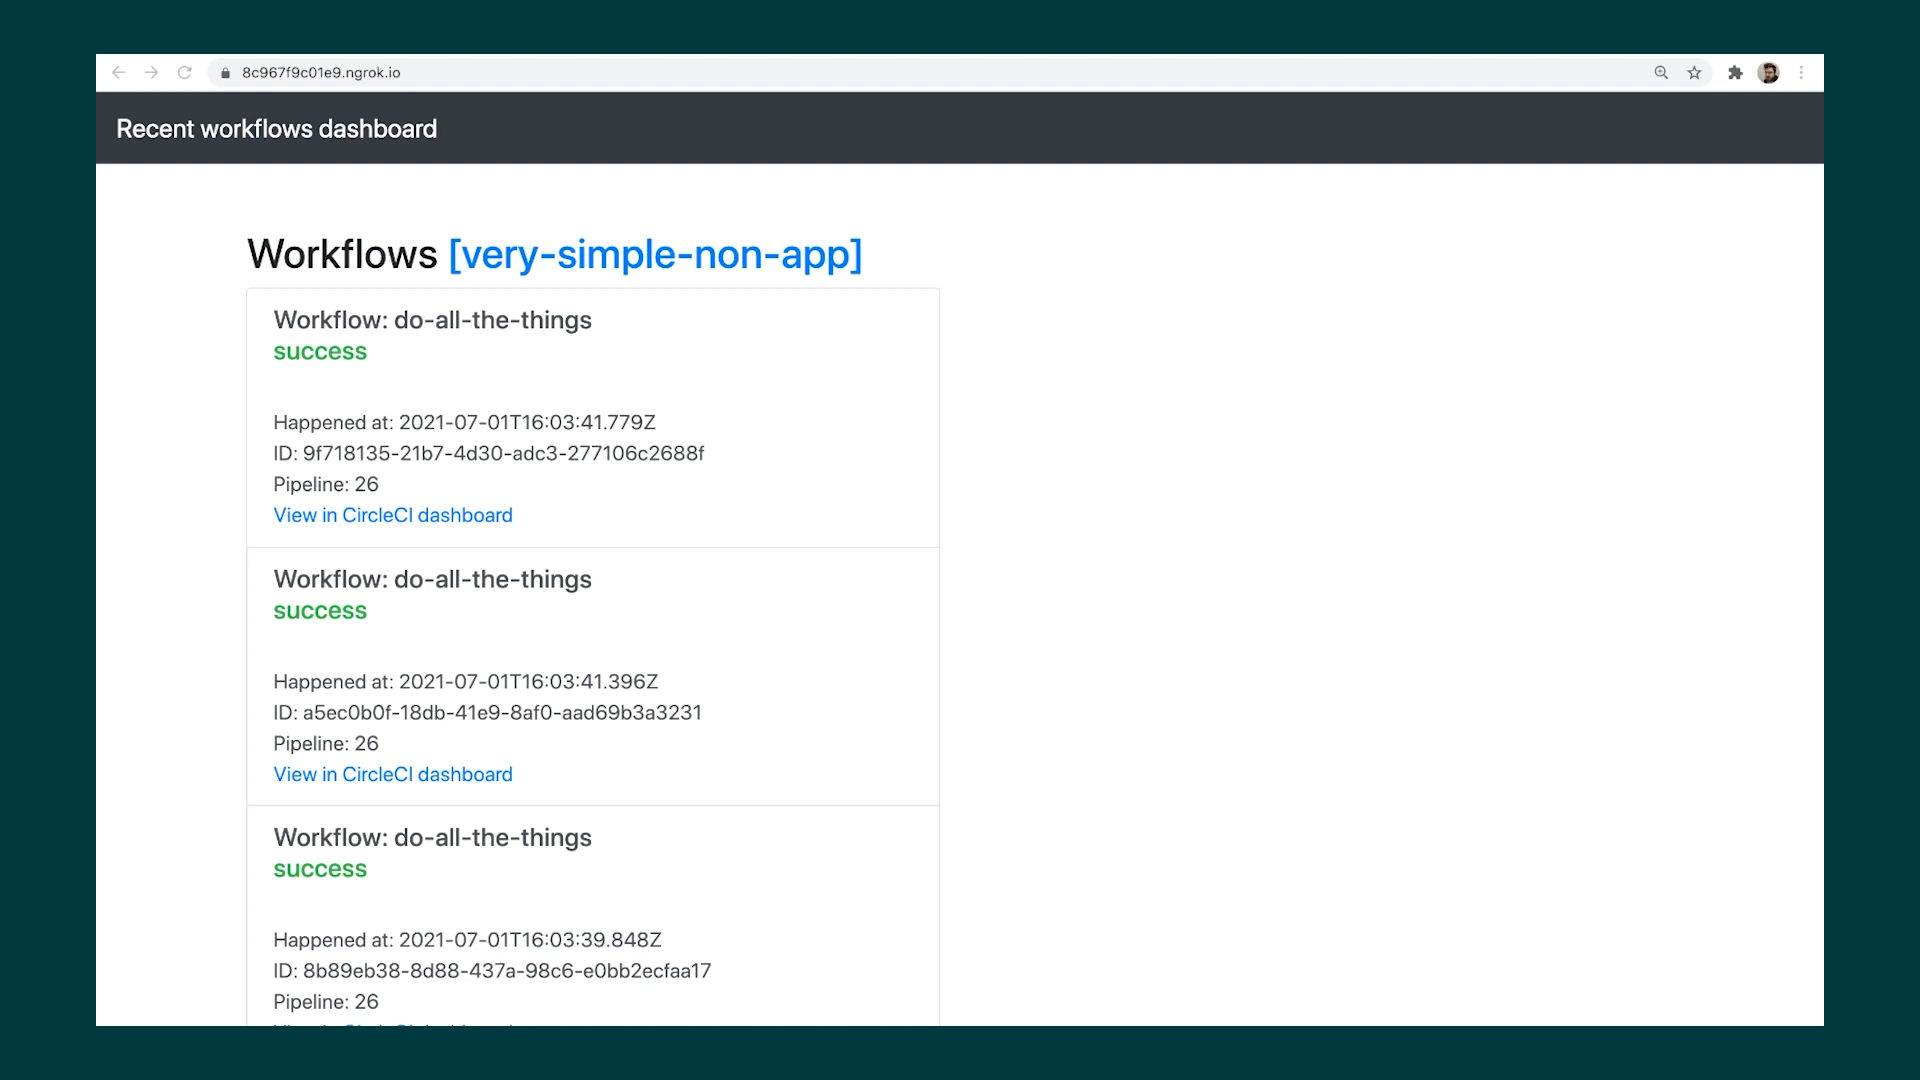 8c967f9c01e9.ngrok.io
Recent workflows dashboard
Workflows [very-simple-non-app]
Workflow: do-all-the-things
success
Happened at: 2021-07-01T16:03:41.779Z
ID: 9f718135-21b7-4d30-adc3-277106c2688f
Pipeline: 26
View in CircleCI dashboard
Workflow: do-all-the-things
success
Happened at: 2021-07-01T16:03:41.396Z
ID: a5ec0b0f-18db-41e9-8af0-aad69b3a3231
Pipeline: 26
View in CircleCI dashboard
Workflow: do-all-the-things
success
Happened at: 2021-07-01T16:03:39.848Z
ID: 8b89eb38-8d88-437a-98c6-e0bb2ecfaa17
Pipeline: 26